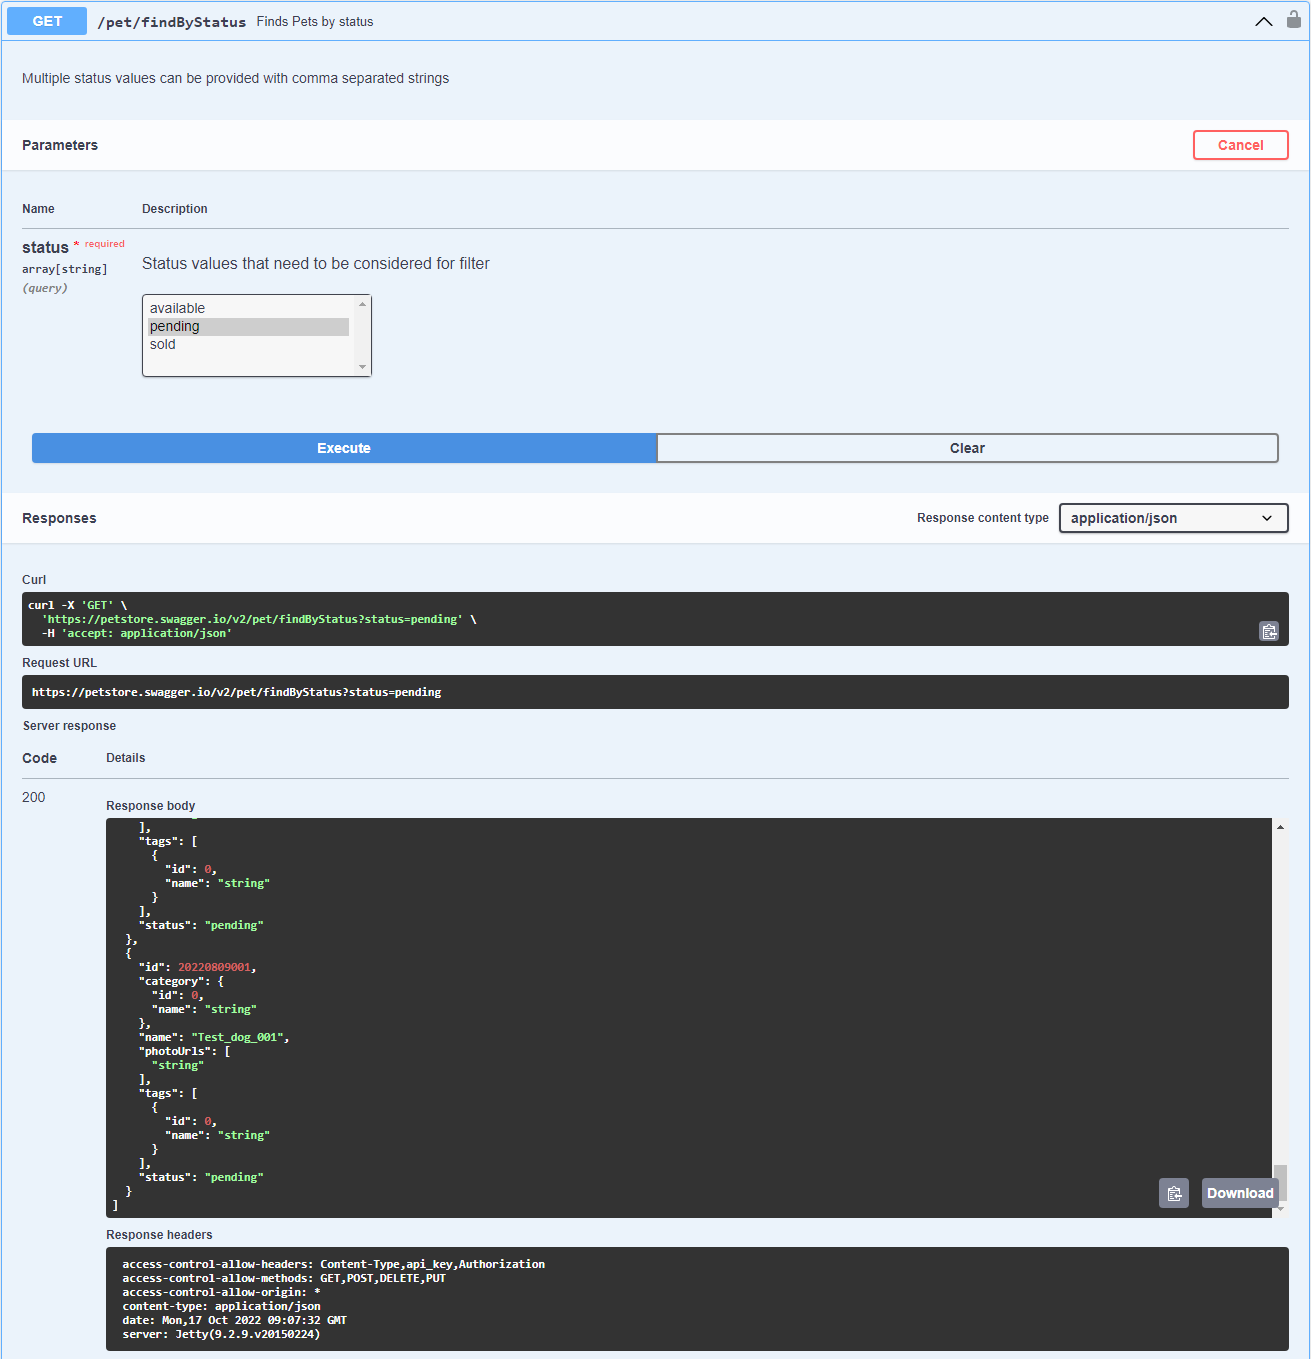 GET /pet/findByStatus Finds Pets by status
Multiple status values can be provided with comma separated strings
Parameters Cancel
Name Description
status * required
array[string]
(query)
Status values that need to be considered for filter
available
pending
sold
Execute Clear
Responses Response content type application/json
Curl
curl -X 'GET' \
  'https://petstore.swagger.io/v2/pet/findByStatus?status=pending' \
  -H 'accept: application/json'
Request URL
https://petstore.swagger.io/v2/pet/findByStatus?status=pending
Server response
Code Details
200
Response body
    ],
    "tags": [
      {
        "id": 0,
        "name": "string"
      }
    ],
    "status": "pending"
  },
  {
    "id": 20220809001,
    "category": {
      "id": 0,
      "name": "string"
    },
    "name": "Test_dog_001",
    "photoUrls": [
      "string"
    ],
    "tags": [
      {
        "id": 0,
        "name": "string"
      }
    ],
    "status": "pending"
  }
]
Download
Response headers
access-control-allow-headers: Content-Type,api_key,Authorization
access-control-allow-methods: GET,POST,DELETE,PUT
access-control-allow-origin: *
content-type: application/json
date: Mon,17 Oct 2022 09:07:32 GMT
server: Jetty(9.2.9.v20150224)